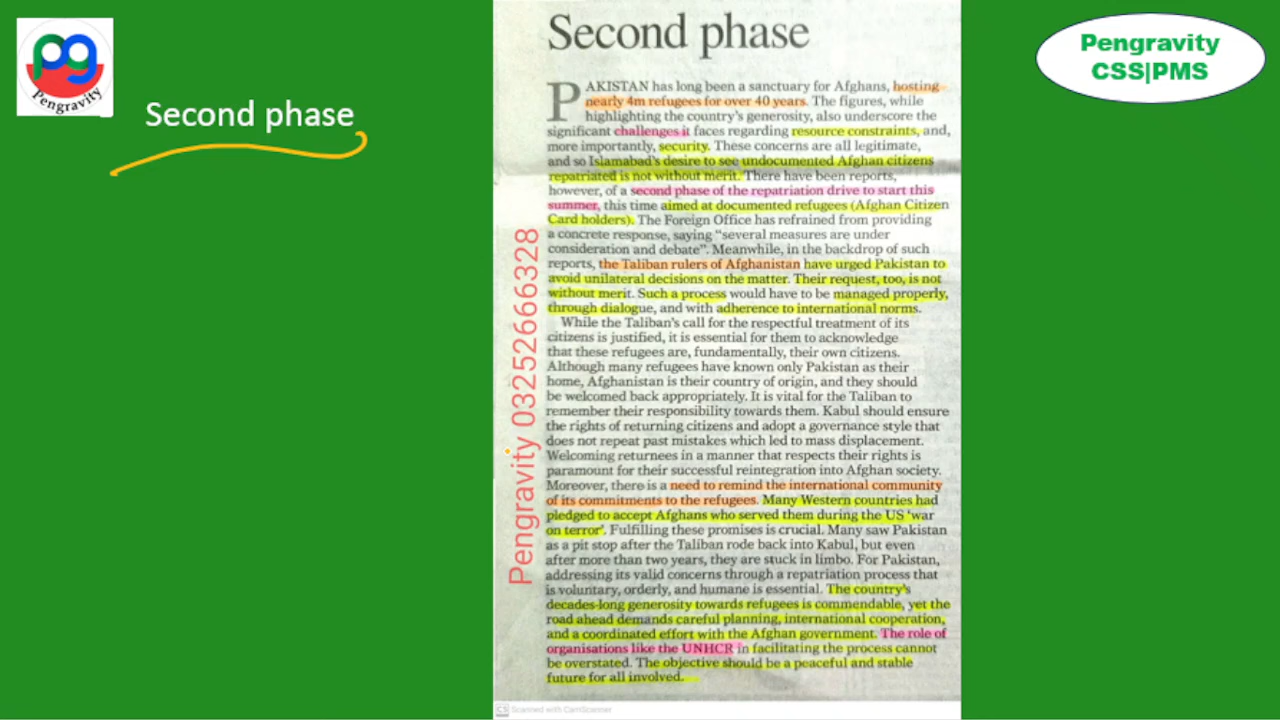 pg
Pengravity
Second phase
Pengravity
CSS|PMS
Pengravity 03252666328
Second phase
PAKISTAN has long been a sanctuary for Afghans, hosting
nearly 4m refugees for over 40 years. The figures, while
highlighting the country's generosity, also underscore the
significant challenges it faces regarding resource constraints, and,
more importantly, security. These concerns are all legitimate,
and so Islamabad's desire to see undocumented Afghan citizens
repatriated is not without merit. There have been reports,
however, of a second phase of the repatriation drive to start this
summer, this time aimed at documented refugees (Afghan Citizen
Card holders). The Foreign Office has refrained from providing
a concrete response, saying "several measures are under
consideration and debate". Meanwhile, in the backdrop of such
reports, the Taliban rulers of Afghanistan have urged Pakistan to
avoid unilateral decisions on the matter. Their request, too, is not
without merit. Such a process would have to be managed properly,
through dialogue, and with adherence to international norms.
While the Taliban's call for the respectful treatment of its
citizens is justified, it is essential for them to acknowledge
that these refugees are, fundamentally, their own citizens.
Although many refugees have known only Pakistan as their
home, Afghanistan is their country of origin, and they should
be welcomed back appropriately. It is vital for the Taliban to
remember their responsibility towards them. Kabul should ensure
the rights of returning citizens and adopt a governance style that
does not repeat past mistakes which led to mass displacement.
Welcoming returnees in a manner that respects their rights is
paramount for their successful reintegration into Afghan society.
Moreover, there is a need to remind the international community
of its commitments to the refugees. Many Western countries had
pledged to accept Afghans who served them during the US 'war
on terror'. Fulfilling these promises is crucial. Many saw Pakistan
as a pit stop after the Taliban rode back into Kabul, but even
after more than two years, they are stuck in limbo. For Pakistan,
addressing its valid concerns through a repatriation process that
is voluntary, orderly, and humane is essential. The country's
decades-long generosity towards refugees is commendable, yet the
road ahead demands careful planning, international cooperation,
and a coordinated effort with the Afghan government. The role of
organisations like the UNHCR in facilitating the process cannot
be overstated. The objective should be a peaceful and stable
future for all involved.
CS Scanned with CamScanner